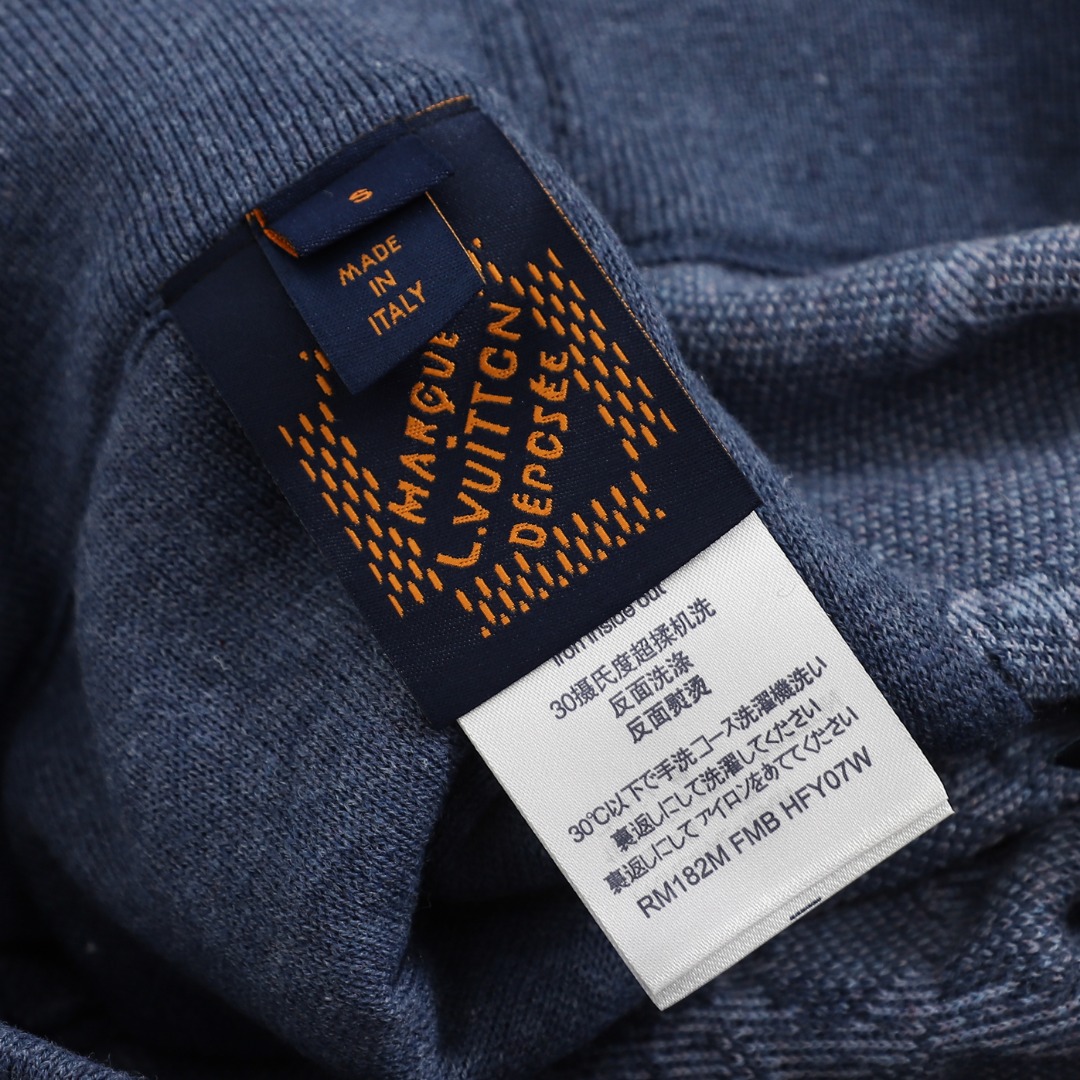 S
MADE
IN
ITALY
MARQUE
L.VUITTON
DEPOSEE
Iron inside out
30摄氏度超揉机洗
反面洗涤
反面熨烫
30℃以下で手洗コース洗濯機洗い
裏返しにして洗濯してください
裏返しにしてアイロンをあててください
RM182M FMB HFY07W